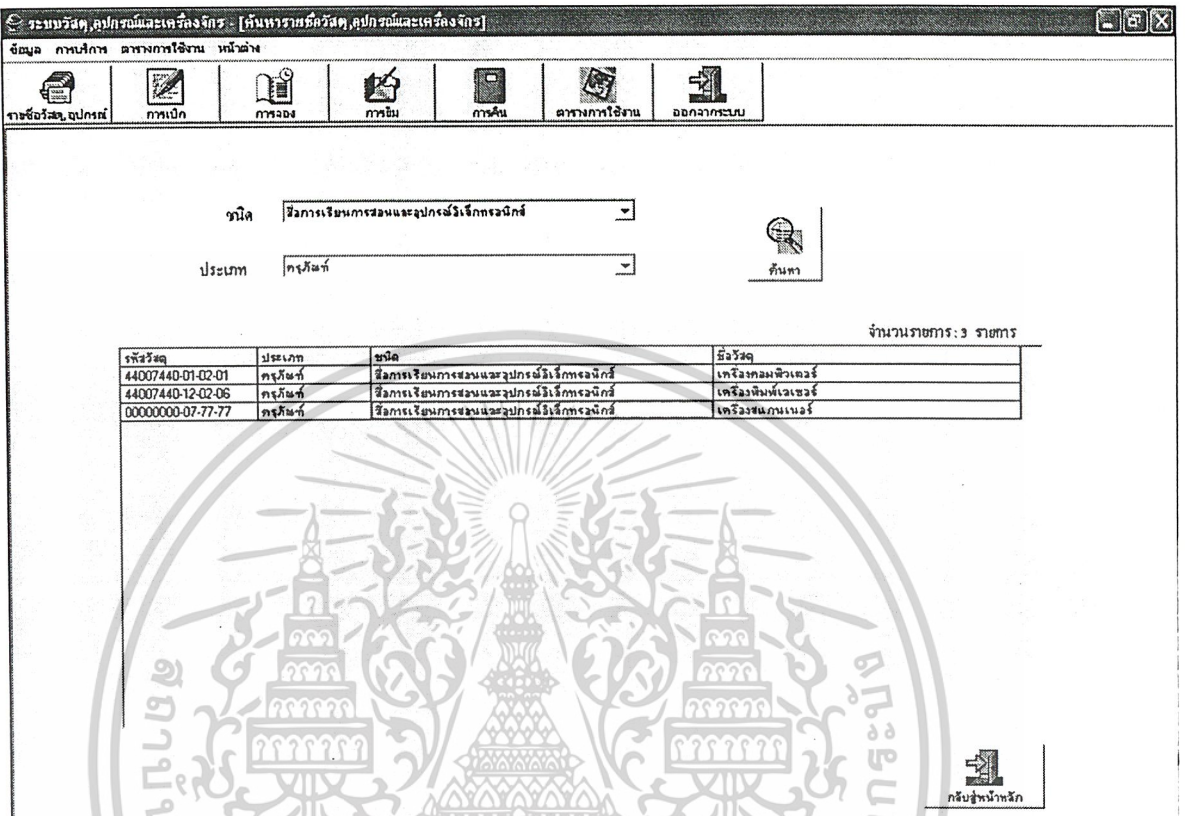 ระบบวัสดุ,อุปกรณ์และเครื่องจักร - [ค้นหารายชื่อวัสดุ,อุปกรณ์และเครื่องจักร]
ข้อมูล การบริการ ตารางการใช้งาน หน้าต่าง
รายชื่อวัสดุ,อุปกรณ์ การเบิก การจอง การยืม การคืน ตารางการใช้งาน ออกจากระบบ
ชนิด สื่อการเรียนการสอนและอุปกรณ์อิเล็กทรอนิกส์
ค้นหา
ประเภท ครุภัณฑ์
จำนวนรายการ : 3 รายการ
รหัสวัสดุ ประเภท ชนิด ชื่อวัสดุ
44007440-01-02-01 ครุภัณฑ์ สื่อการเรียนการสอนและอุปกรณ์อิเล็กทรอนิกส์ เครื่องคอมพิวเตอร์
44007440-12-02-06 ครุภัณฑ์ สื่อการเรียนการสอนและอุปกรณ์อิเล็กทรอนิกส์ เครื่องพิมพ์เลเซอร์
00000000-07-77-77 ครุภัณฑ์ สื่อการเรียนการสอนและอุปกรณ์อิเล็กทรอนิกส์ เครื่องสแกนเนอร์
กลับสู่หน้าหลัก